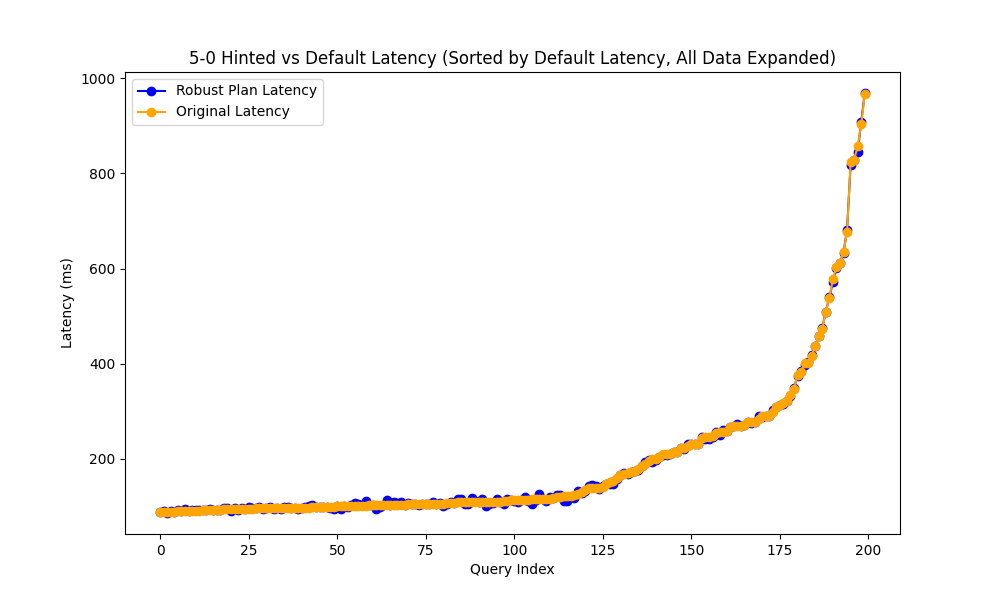 5-0 Hinted vs Default Latency (Sorted by Default Latency, All Data Expanded)
Robust Plan Latency
Original Latency
1000
800
600
400
200
Latency (ms)
0 25 50 75 100 125 150 175 200
Query Index